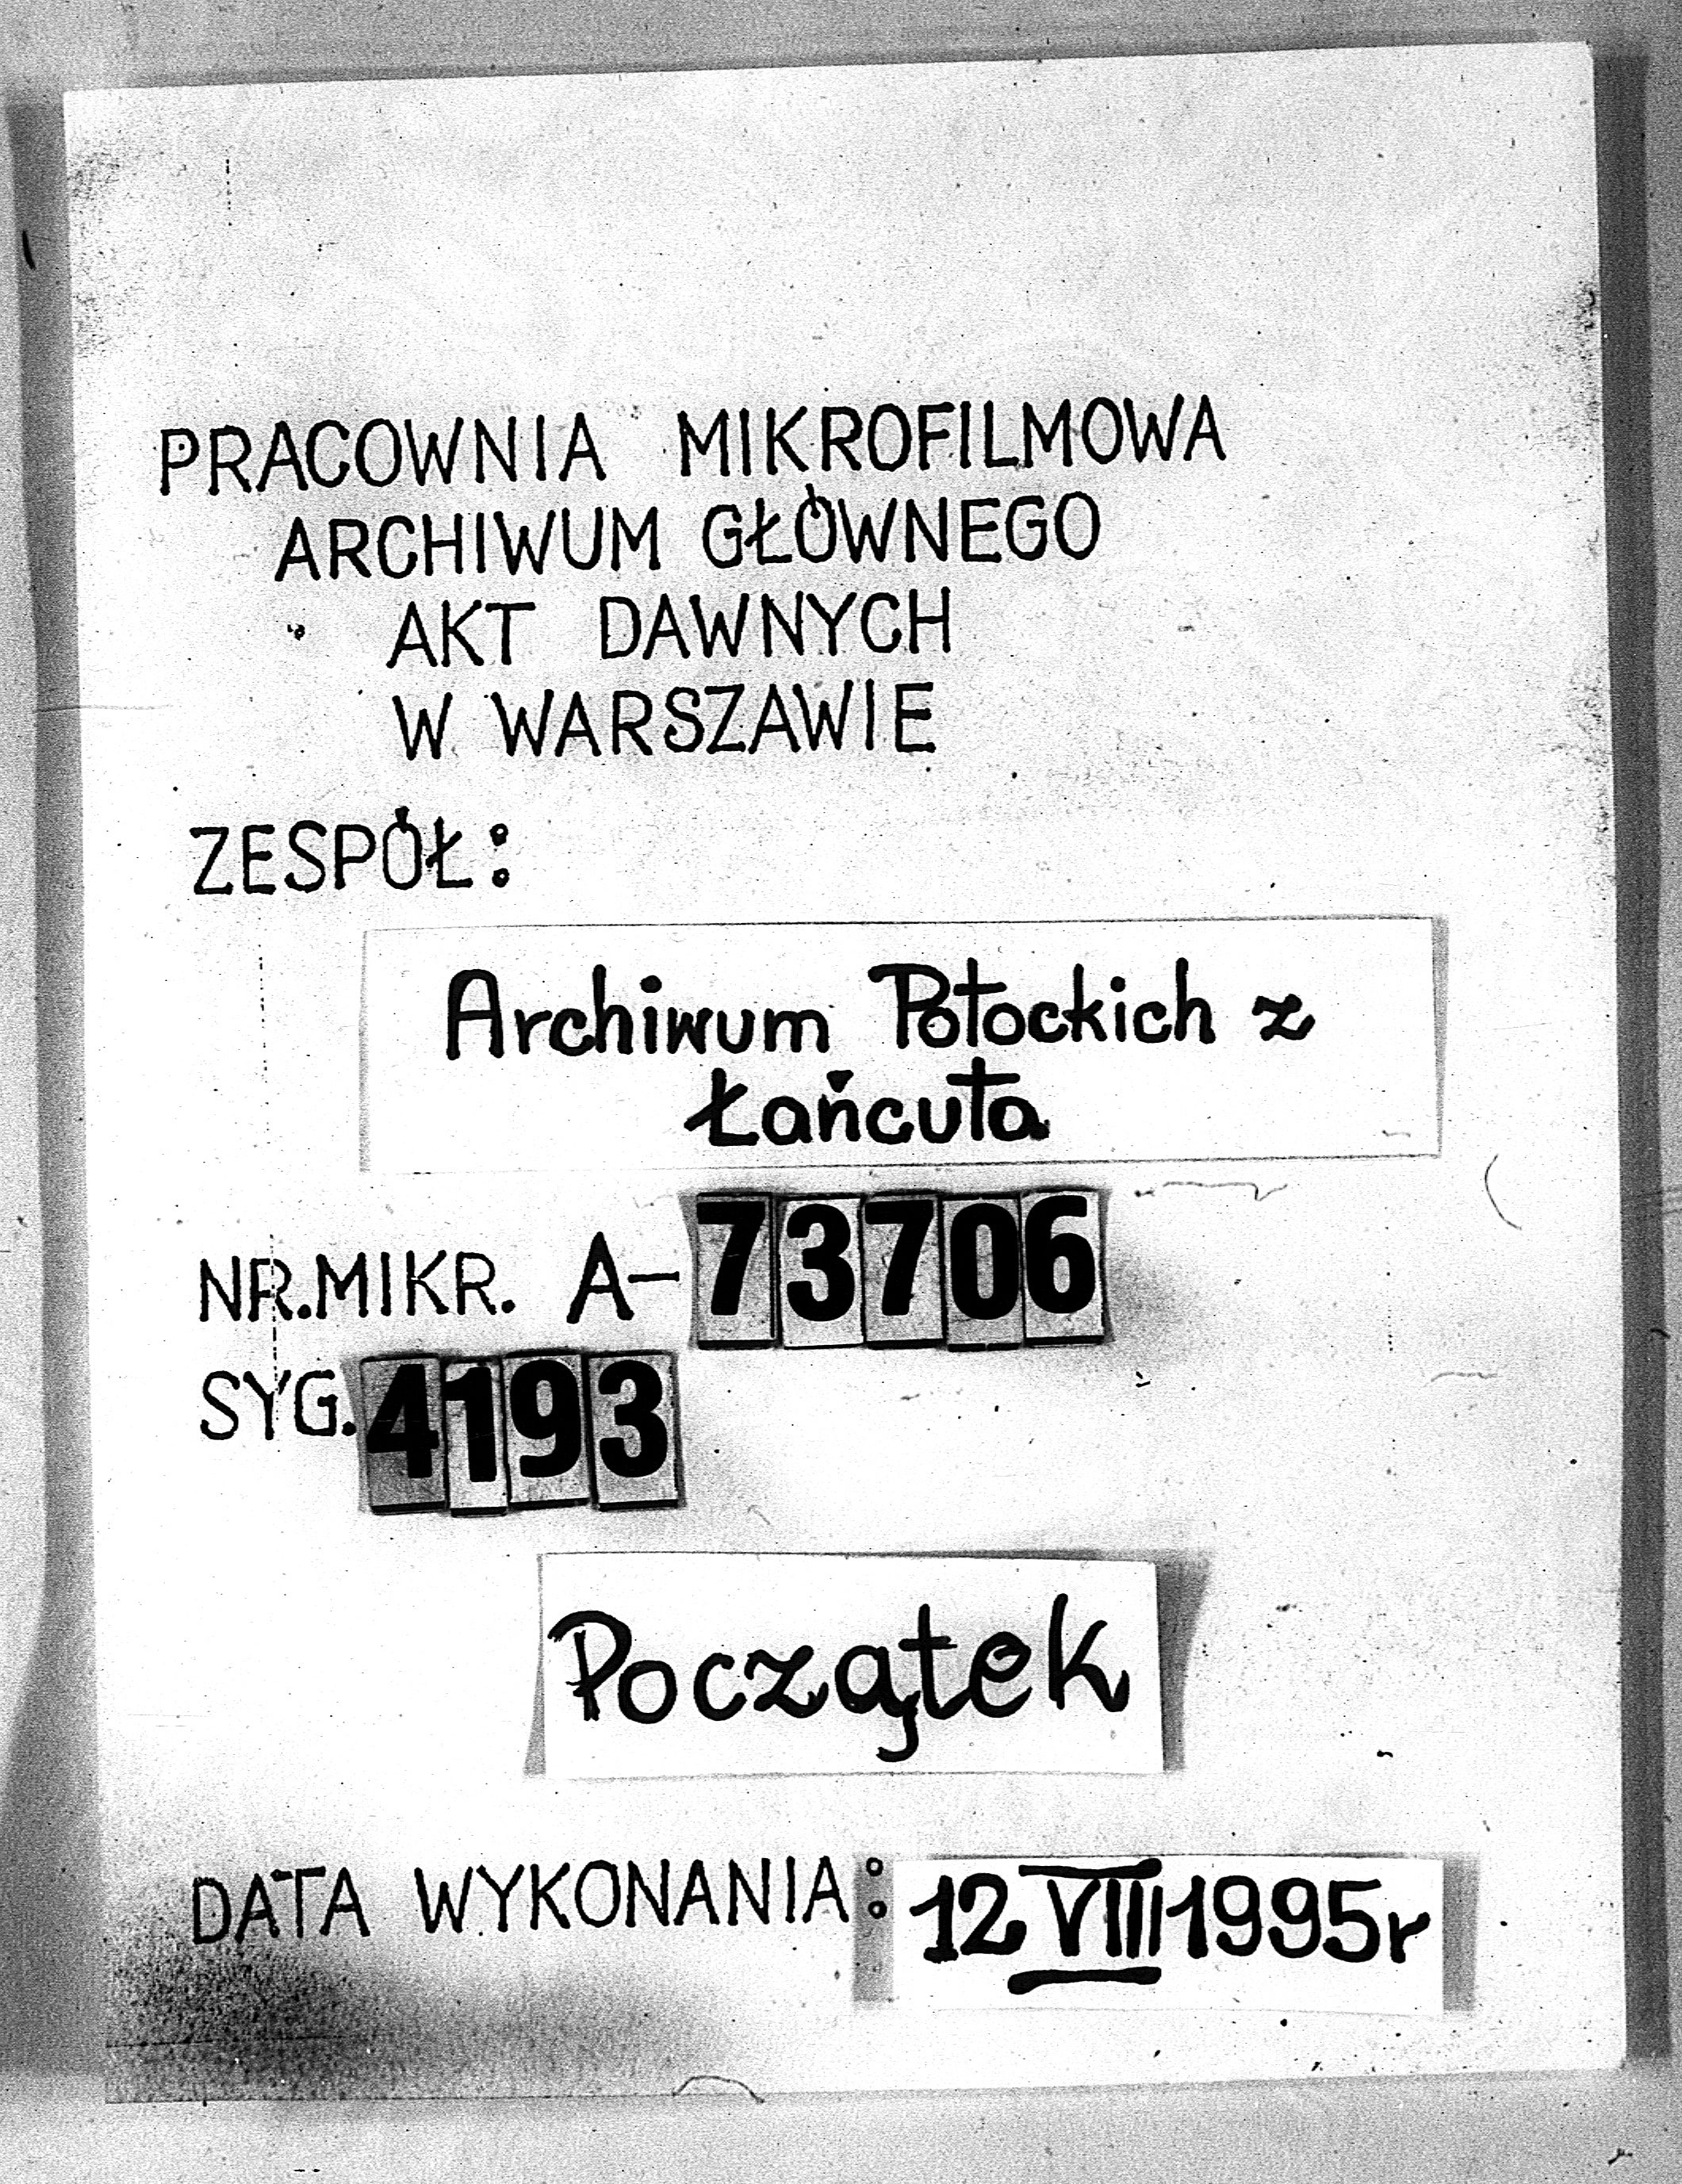 PRACOWNIA MIKROFILMOWA
ARCHIWUM GŁÓWNEGO
AKT DAWNYCH
W WARSZAWIE
ZESPÓŁ:
Archiwum Potockich z
Łańcuta
NR.MIKR. A-73706
SYG. 4193
Początek
DATA WYKONANIA: 12 VIII 1995r